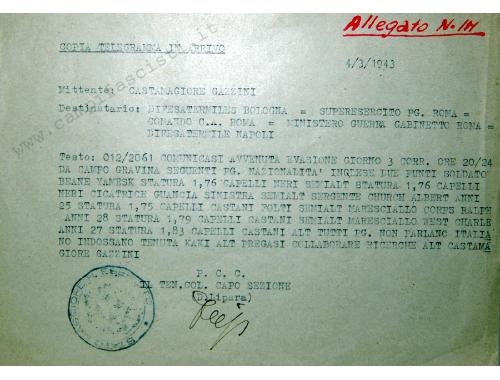 Allegato N.14
COPIA TELEGRAMMA IN ARRIVO
4/3/1943
Mittente: CASTAMAGIORE GAZZINI
Destinatario: DIFESATERMILES BOLOGNA = SUPERESERCITO PG. ROMA =
COMANDO C.A. ROMA = MINISTERO GUERRA GABINETTO ROMA=
DIFESATERMILE NAPOLI
Testo: 012/2061 COMUNICASI AVVENUTA EVASIONE GIORNO 3 CORR. ORE 20/24
DA CAMPO GRAVINA SEGUENTI PG. NAZIONALITA' INGLESE DUE PUNTI SOLDATO
BEANE YAMESK STATURA 1,76 CAPELLI NERI SEMIALT STATURA 1,76 CAPELLI
NERI CICATRICE GUANCIA SINISTRA SEMIALT SERGENTE CHURCH ALBERT ANNI
25 STATURA 1,75 CAPELLI CASTANI FOLTI SEMIALT MARESCIALLO CORPS RALPH
ANNI 28 STATURA 1,79 CAPELLI CASTANI SEMIALT MARESCIALLO WEST CHARLE
ANNI 27 STATURA 1,83 CAPELLI CASTANI ALT TUTTI PG. NON PARLANO ITALIA
NO INDOSSANO TENUTA KAKI ALT PREGASI COLLABORARE RICERCHE ALT CASTAMA
GIORE GAZZINI
P. C. C.
IL TEN.COL. CAPO SEZIONE
(D.Lipara)